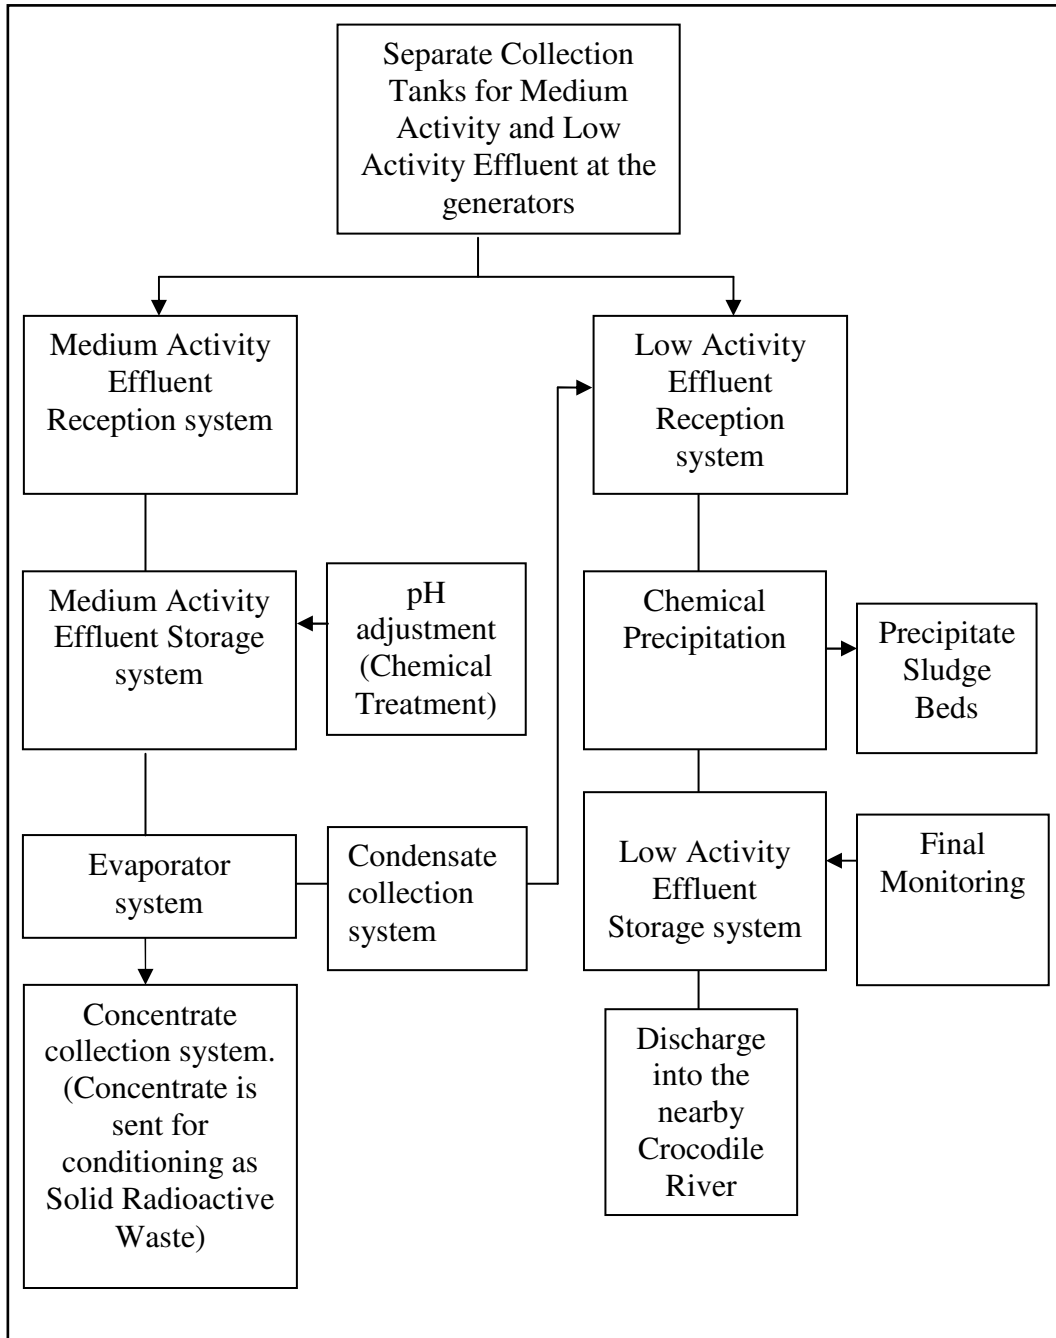 Separate Collection
Tanks for Medium
Activity and Low
Activity Effluent at the
generators
Medium Activity
Effluent
Reception system
Low Activity
Effluent
Reception
system
Medium Activity
Effluent Storage
system
pH
adjustment
(Chemical
Treatment)
Chemical
Precipitation
Precipitate
Sludge
Beds
Evaporator
system
Condensate
collection
system
Low Activity
Effluent
Storage system
Final
Monitoring
Concentrate
collection system.
(Concentrate is
sent for
conditioning as
Solid Radioactive
Waste)
Discharge
into the
nearby
Crocodile
River